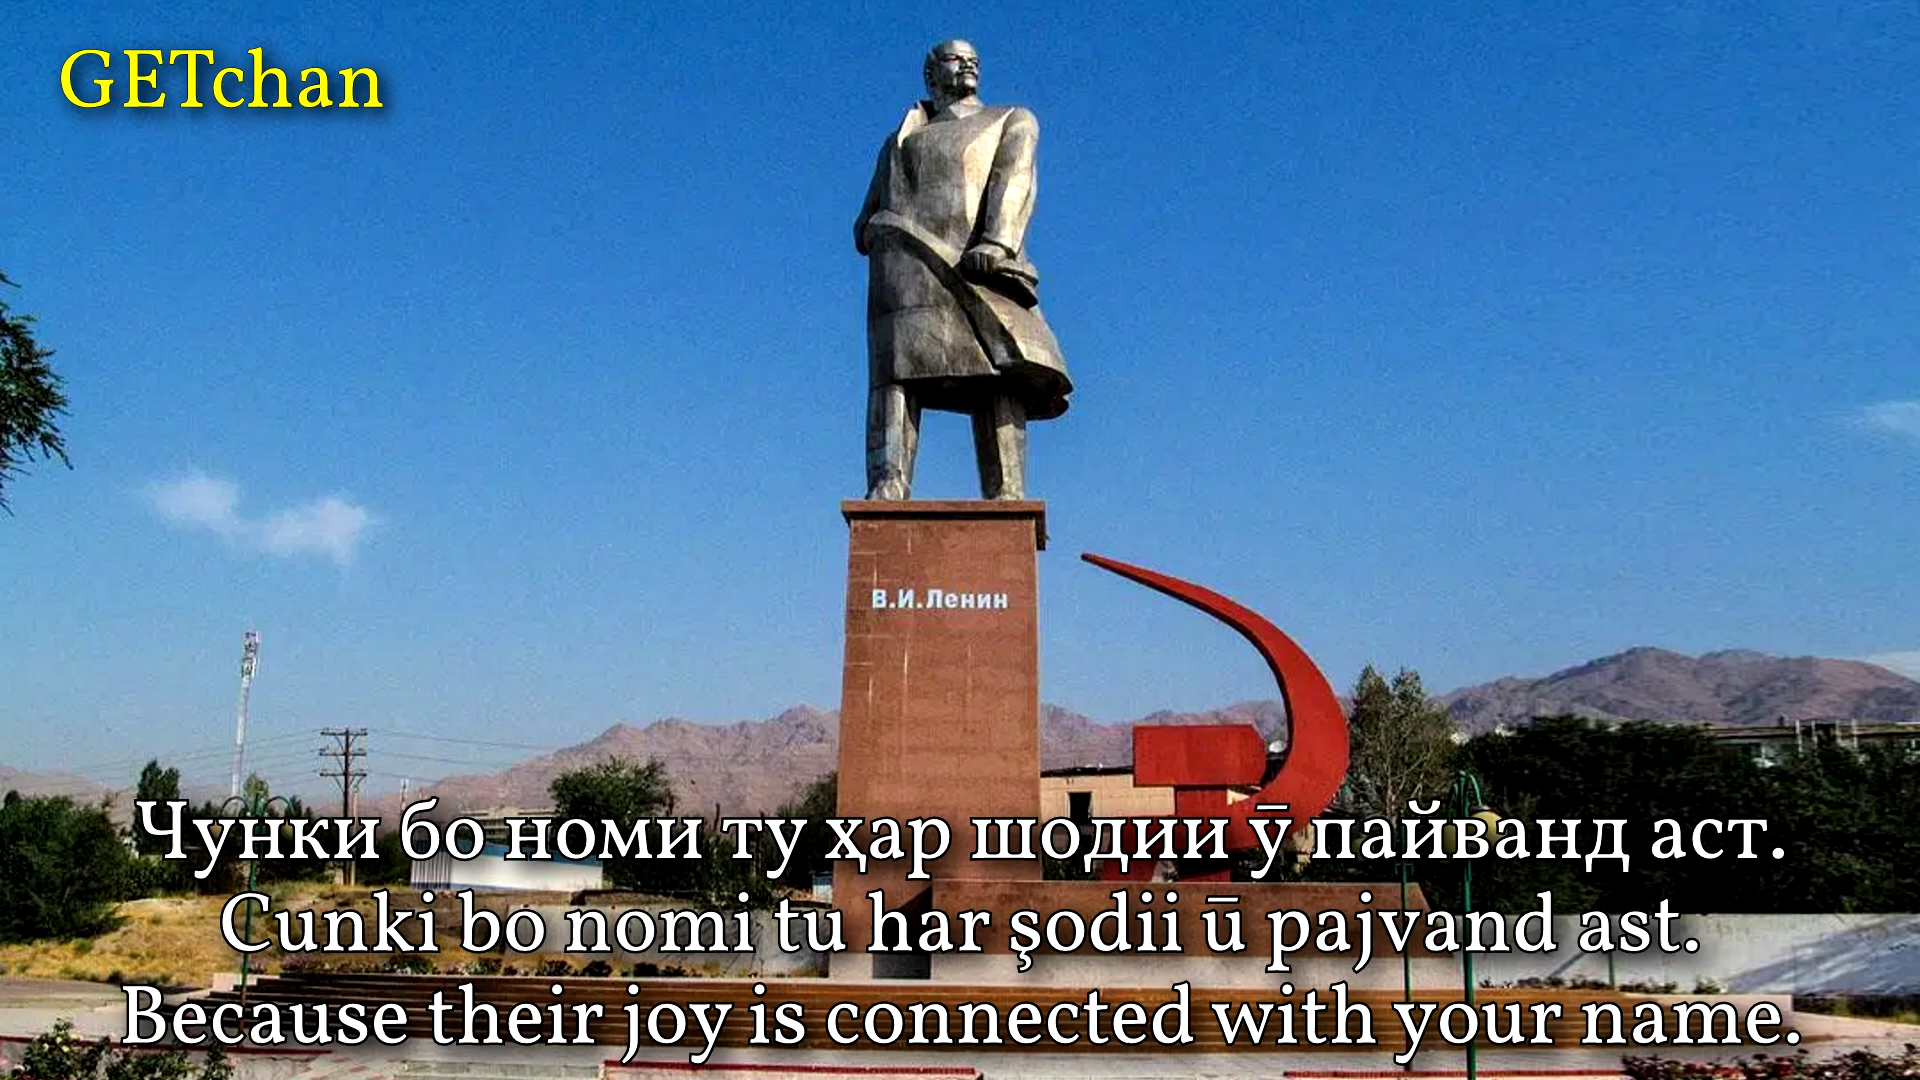 GETchan
В.И.Ленин
Чунки бо номи ту ҳар шодии ӯ пайванд аст.
Cunki bo nomi tu har şodii ū pajvand ast.
Because their joy is connected with your name.